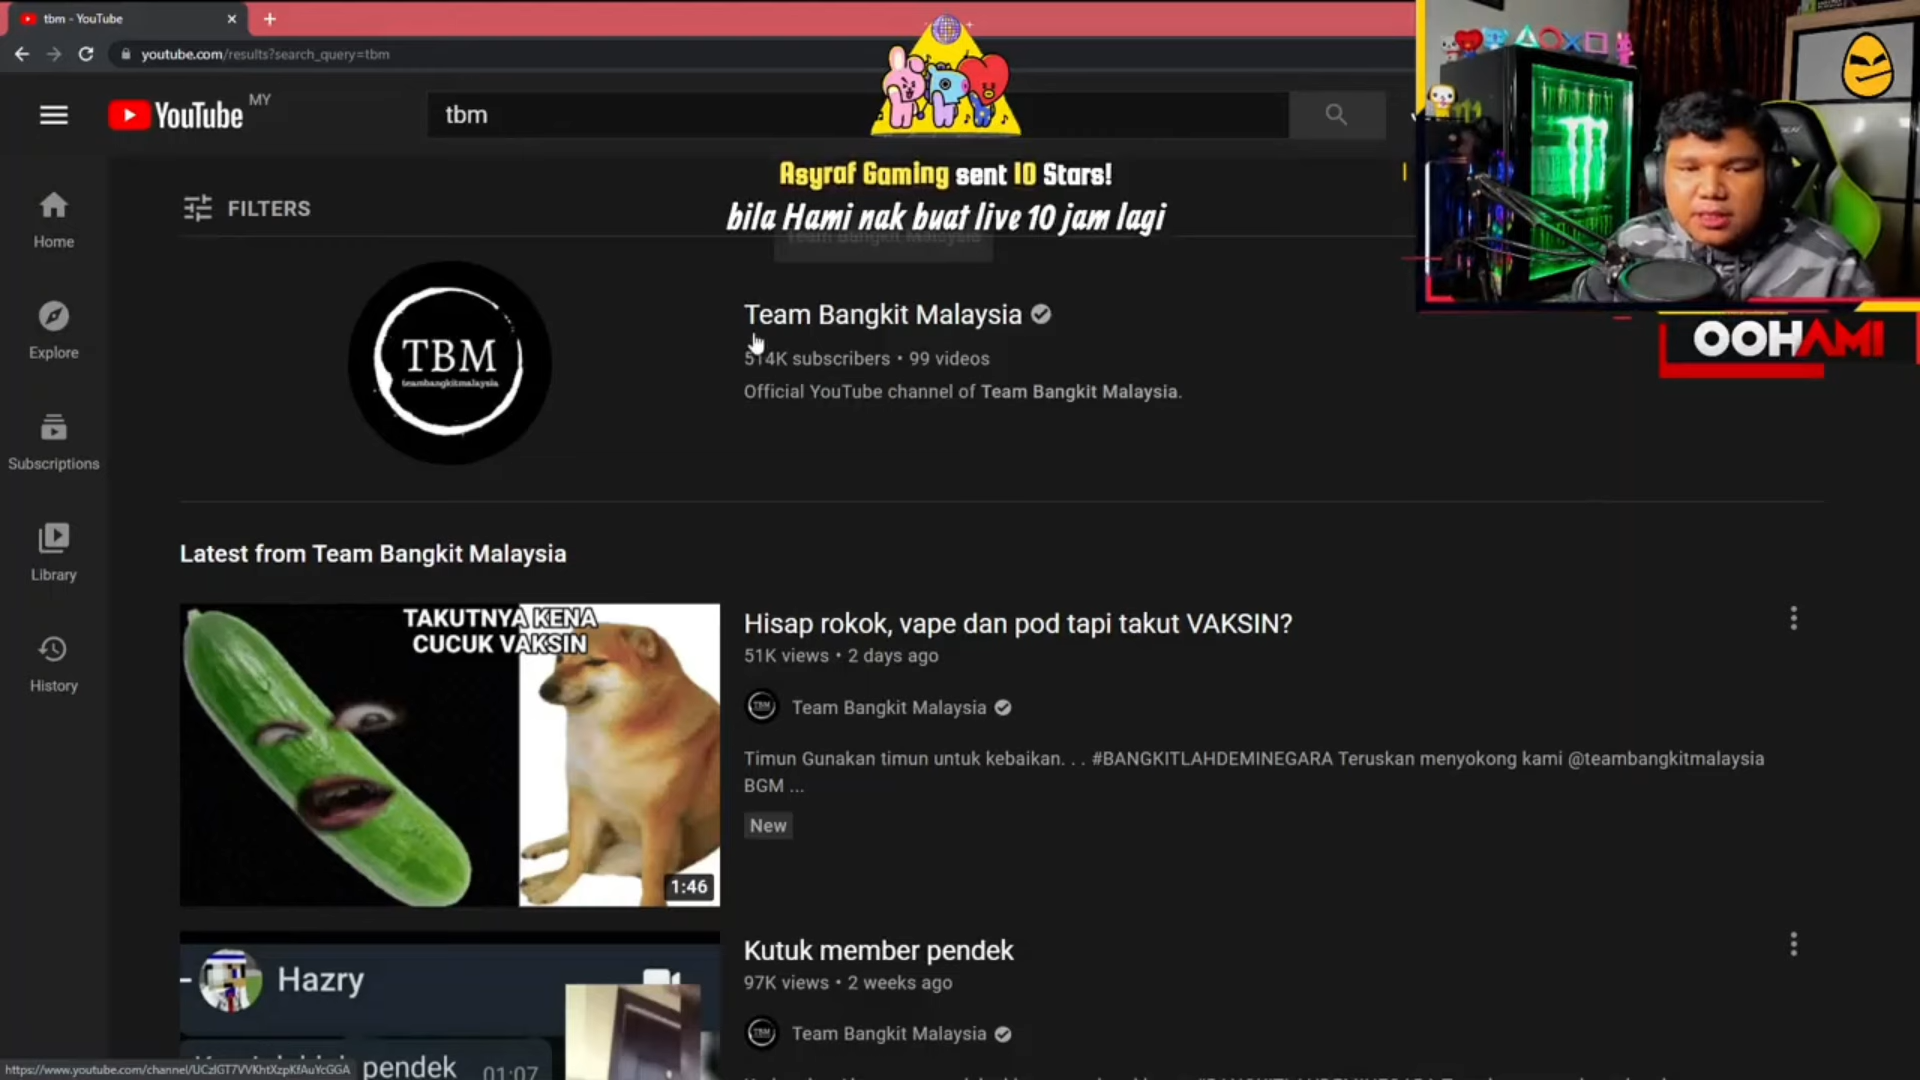 tbm - YouTube
youtube.com/results?search_query=tbm
YouTube MY
tbm
Asyraf Gaming sent 10 Stars!
bila Hami nak buat live 10 jam lagi
FILTERS
Home
Explore
Subscriptions
Library
History
OOHAMI
TBM
teambangkitmalaysia
Team Bangkit Malaysia
514K subscribers • 99 videos
Official YouTube channel of Team Bangkit Malaysia.
Latest from Team Bangkit Malaysia
TAKUTNYA KENA
CUCUK VAKSIN
1:46
Hisap rokok, vape dan pod tapi takut VAKSIN?
51K views • 2 days ago
TBM
Team Bangkit Malaysia
Timun Gunakan timun untuk kebaikan. . . #BANGKITLAHDEMINEGARA Teruskan menyokong kami @teambangkitmalaysia
BGM ...
New
Hazry
pendek 01:07
Kutuk member pendek
97K views • 2 weeks ago
TBM
Team Bangkit Malaysia